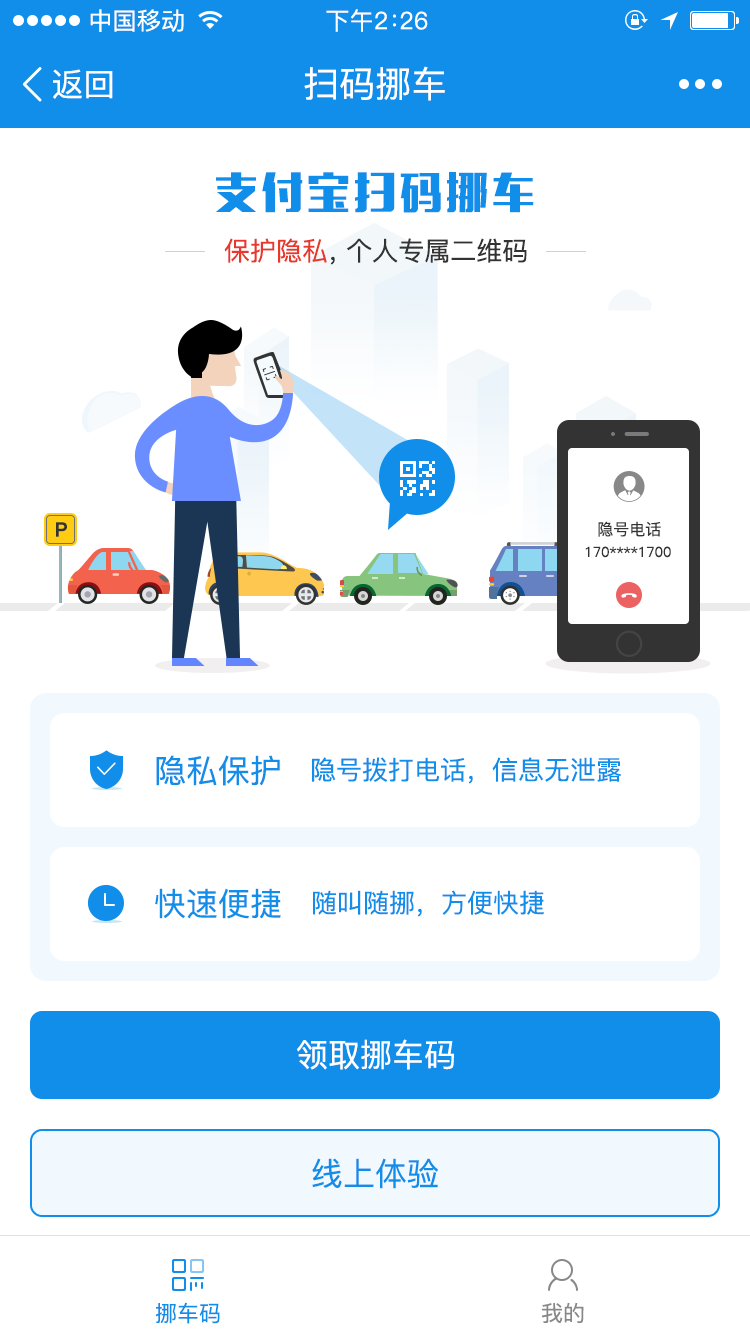 中国移动 下午2:26
返回 扫码挪车
支付宝扫码挪车
保护隐私，个人专属二维码
P
隐号电话
170****1700
隐私保护 隐号拨打电话，信息无泄露
快速便捷 随叫随挪，方便快捷
领取挪车码
线上体验
挪车码 我的